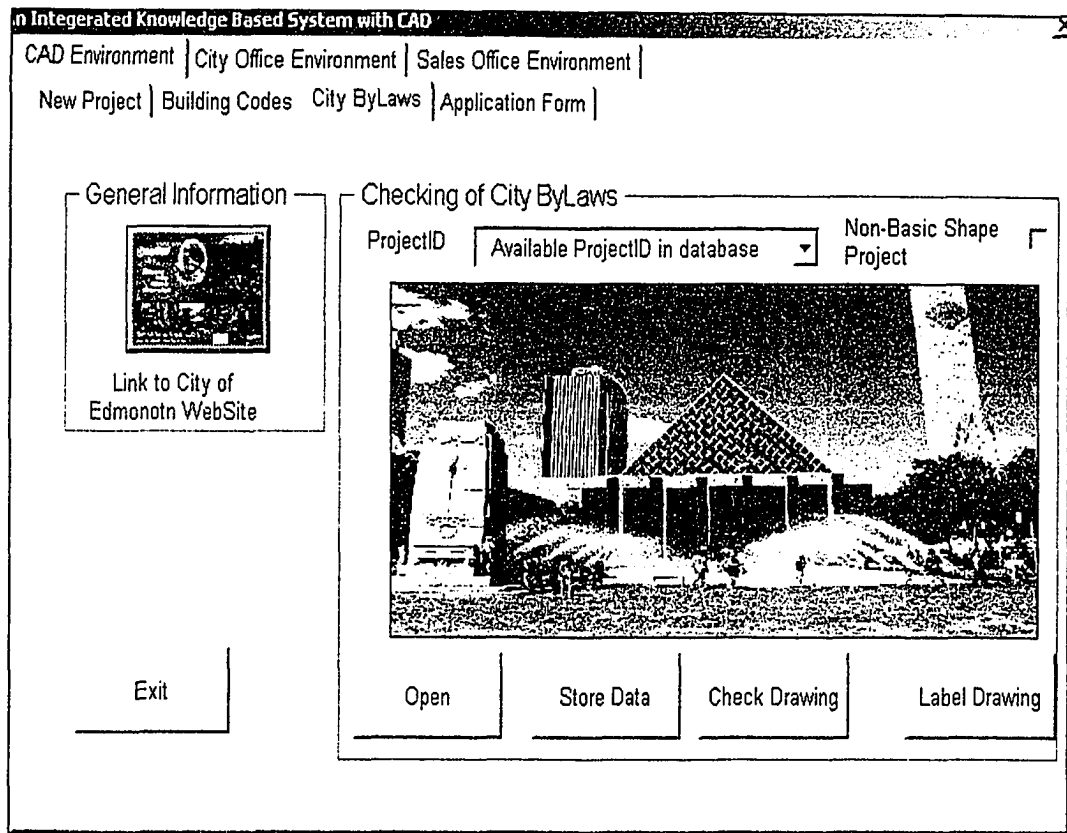 n Integerated Knowledge Based System with CAD
CAD Environment City Office Environment Sales Office Environment
New Project Building Codes City ByLaws Application Form
General Information
Link to City of
Edmonotn WebSite
Exit
Checking of City ByLaws
ProjectID Available ProjectID in database
Non-Basic Shape
Project
Open Store Data Check Drawing Label Drawing